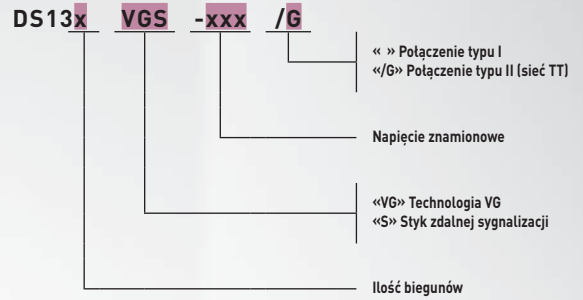 DS13x VGS -xxx /G
« » Połączenie typu I
«/G» Połączenie typu II (sieć TT)
Napięcie znamionowe
«VG» Technologia VG
«S» Styk zdalnej sygnalizacji
Ilość biegunów